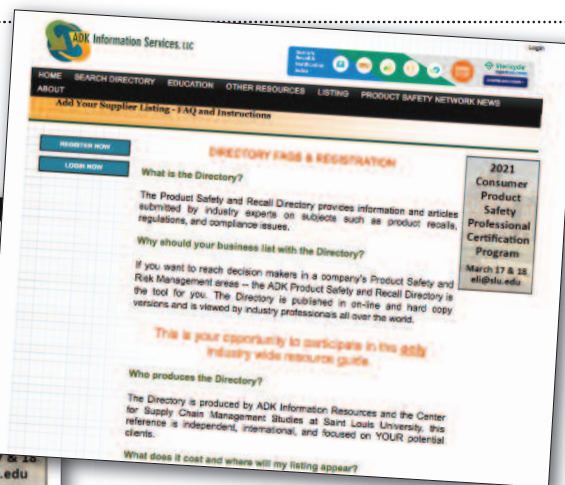 ADK Information Services, LLC
Login
Stericycle
HOME SEARCH DIRECTORY EDUCATION OTHER RESOURCES LISTING PRODUCT SAFETY NETWORK NEWS
ABOUT
Add Your Supplier Listing - FAQ and Instructions
REGISTER NOW
LOGIN NOW
DIRECTORY FAQS & REGISTRATION
What is the Directory?
The Product Safety and Recall Directory provides information and articles
submitted by industry experts on subjects such as product recalls,
regulations, and compliance issues.
Why should your business list with the Directory?
If you want to reach decision makers in a company's Product Safety and
Risk Management areas -- the ADK Product Safety and Recall Directory is
the tool for you. The Directory is published in on-line and hard copy
versions and is viewed by industry professionals all over the world.
This is your opportunity to participate in the only
industry wide resource guide.
Who produces the Directory?
The Directory is produced by ADK Information Resources and the Center
for Supply Chain Management Studies at Saint Louis University, this
reference is independent, international, and focused on YOUR potential
clients.
What does it cost and where will my listing appear?
2021
Consumer
Product
Safety
Professional
Certification
Program
March 17 & 18
eli@slu.edu
7 & 18
.edu